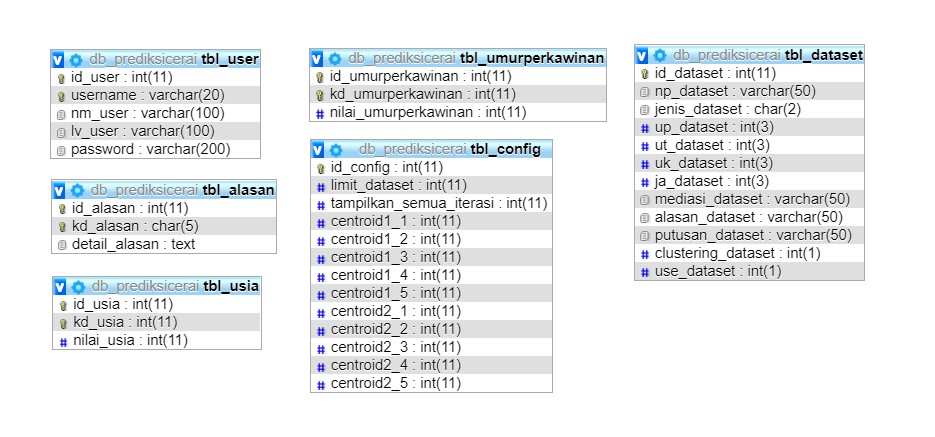 db_prediksicerai tbl_user
id_user : int(11)
username : varchar(20)
nm_user : varchar(100)
lv_user : varchar(100)
password : varchar(200)
db_prediksicerai tbl_alasan
id_alasan : int(11)
kd_alasan : char(5)
detail_alasan : text
db_prediksicerai tbl_usia
id_usia : int(11)
kd_usia : int(11)
nilai_usia : int(11)
db_prediksicerai tbl_umurperkawinan
id_umurperkawinan : int(11)
kd_umurperkawinan : int(11)
nilai_umurperkawinan : int(11)
db_prediksicerai tbl_config
id_config : int(11)
limit_dataset : int(11)
tampilkan_semua_iterasi : int(11)
centroid1_1 : int(11)
centroid1_2 : int(11)
centroid1_3 : int(11)
centroid1_4 : int(11)
centroid1_5 : int(11)
centroid2_1 : int(11)
centroid2_2 : int(11)
centroid2_3 : int(11)
centroid2_4 : int(11)
centroid2_5 : int(11)
db_prediksicerai tbl_dataset
id_dataset : int(11)
np_dataset : varchar(50)
jenis_dataset : char(2)
up_dataset : int(3)
ut_dataset : int(3)
uk_dataset : int(3)
ja_dataset : int(3)
mediasi_dataset : varchar(50)
alasan_dataset : varchar(50)
putusan_dataset : varchar(50)
clustering_dataset : int(1)
use_dataset : int(1)